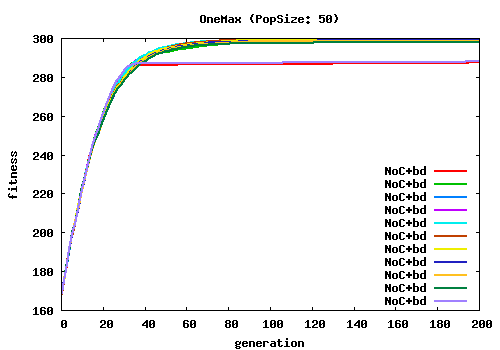 OneMax (PopSize: 50)
300
280
260
240
220
200
180
160
fitness
NoC+bd
NoC+bd
NoC+bd
NoC+bd
NoC+bd
NoC+bd
NoC+bd
NoC+bd
NoC+bd
NoC+bd
NoC+bd
0 20 40 60 80 100 120 140 160 180 200
generation